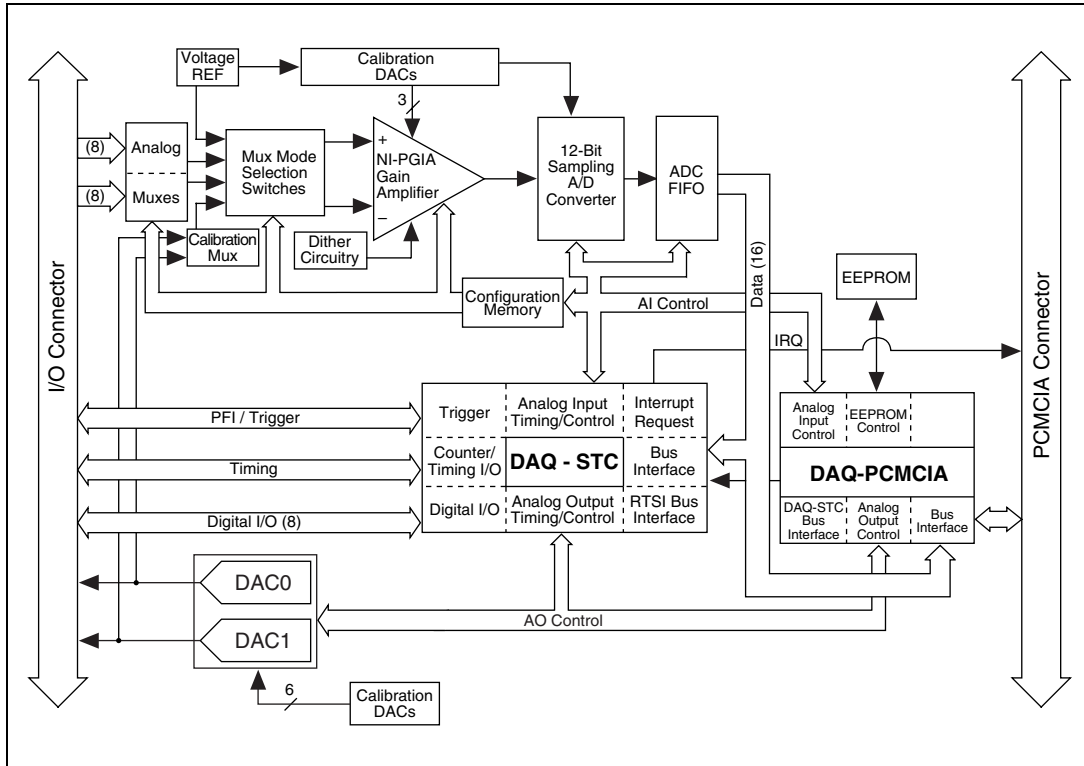 Voltage
REF
Calibration
DACs
3
(8)
(8)
Analog
Muxes
Mux Mode
Selection
Switches
+
NI-PGIA
Gain
Amplifier
–
12-Bit
Sampling
A/D
Converter
ADC
FIFO
Calibration
Mux
Dither
Circuitry
Data (16)
Configuration
Memory
AI Control
EEPROM
IRQ
I/O Connector
PCMCIA Connector
PFI / Trigger
Timing
Digital I/O (8)
Trigger
Analog Input
Timing/Control
Interrupt
Request
Counter/
Timing I/O
DAQ - STC
Bus
Interface
Digital I/O
Analog Output
Timing/Control
RTSI Bus
Interface
Analog
Input
Control
EEPROM
Control
DAQ-PCMCIA
DAQ-STC
Bus
Interface
Analog
Output
Control
Bus
Interface
DAC0
DAC1
AO Control
6
Calibration
DACs